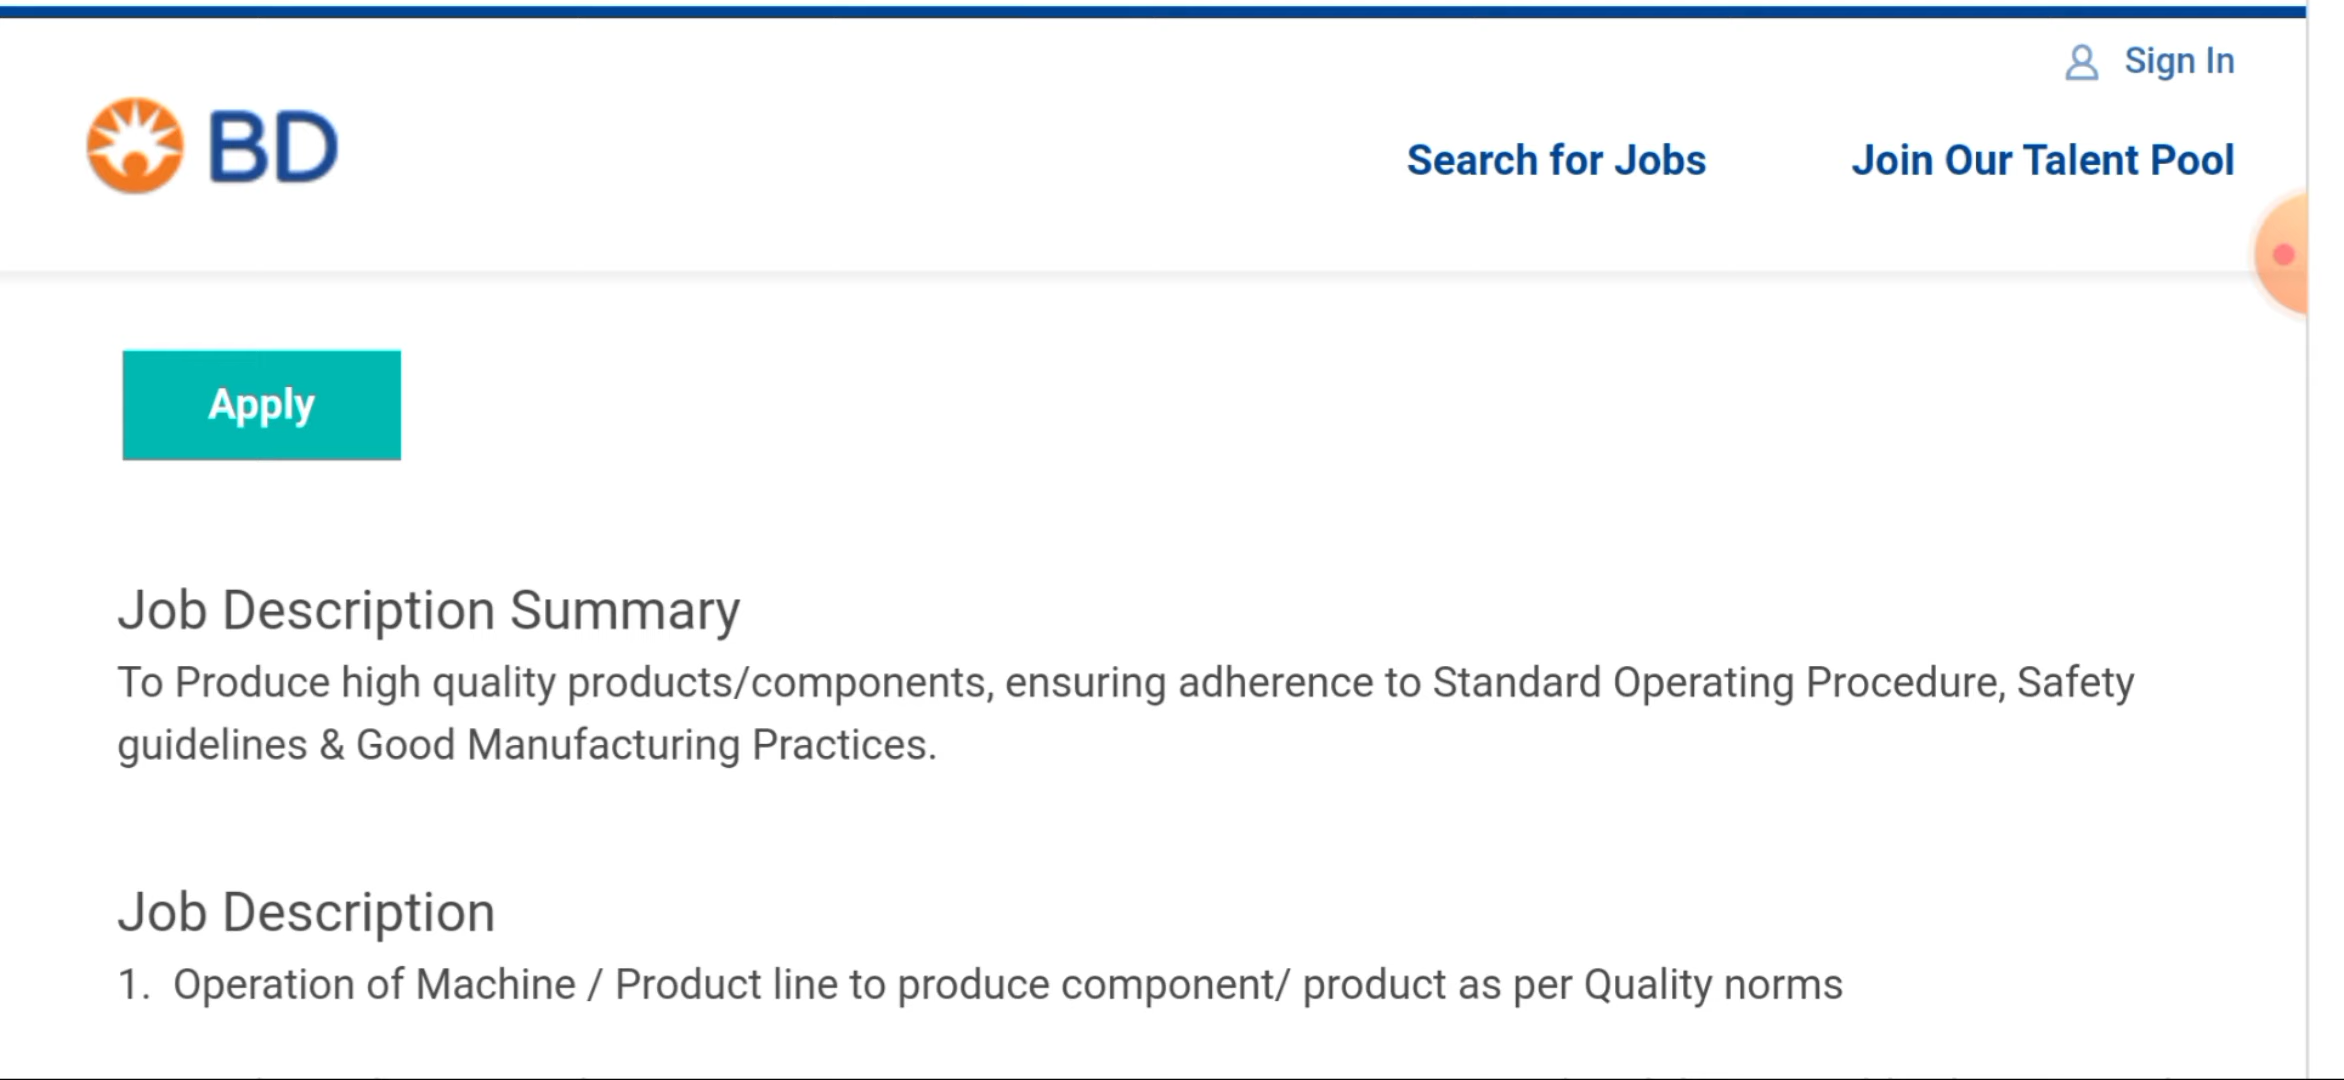 Sign In
BD
Search for Jobs
Join Our Talent Pool
Apply
Job Description Summary
To Produce high quality products/components, ensuring adherence to Standard Operating Procedure, Safety
guidelines & Good Manufacturing Practices.
Job Description
1. Operation of Machine / Product line to produce component/ product as per Quality norms